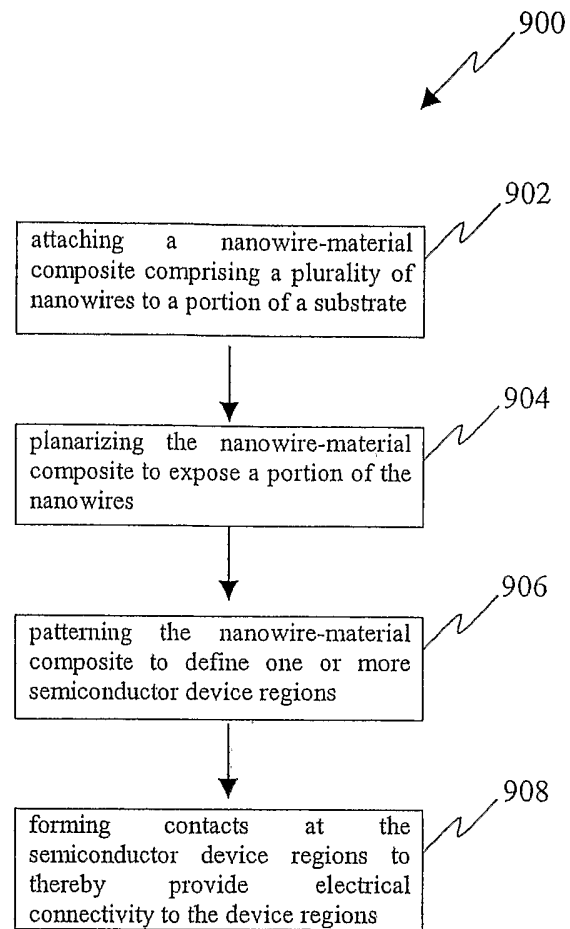 900
902
attaching a nanowire-material
composite comprising a plurality of
nanowires to a portion of a substrate
904
planarizing the nanowire-material
composite to expose a portion of the
nanowires
906
patterning the nanowire-material
composite to define one or more
semiconductor device regions
908
forming contacts at the
semiconductor device regions to
thereby provide electrical
connectivity to the device regions